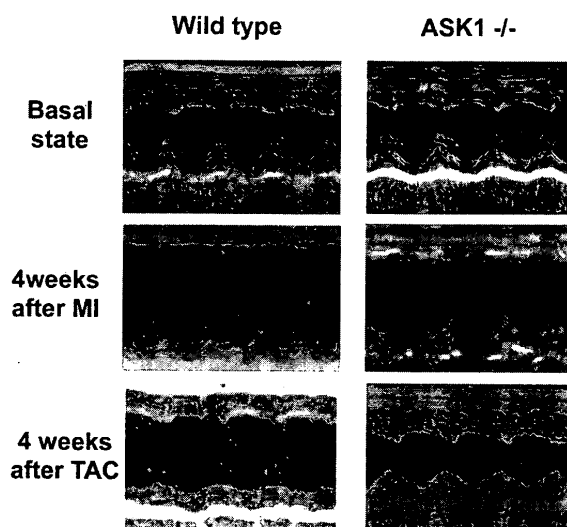 Wild type ASK1 -/-
Basal
state
4weeks
after MI
4 weeks
after TAC